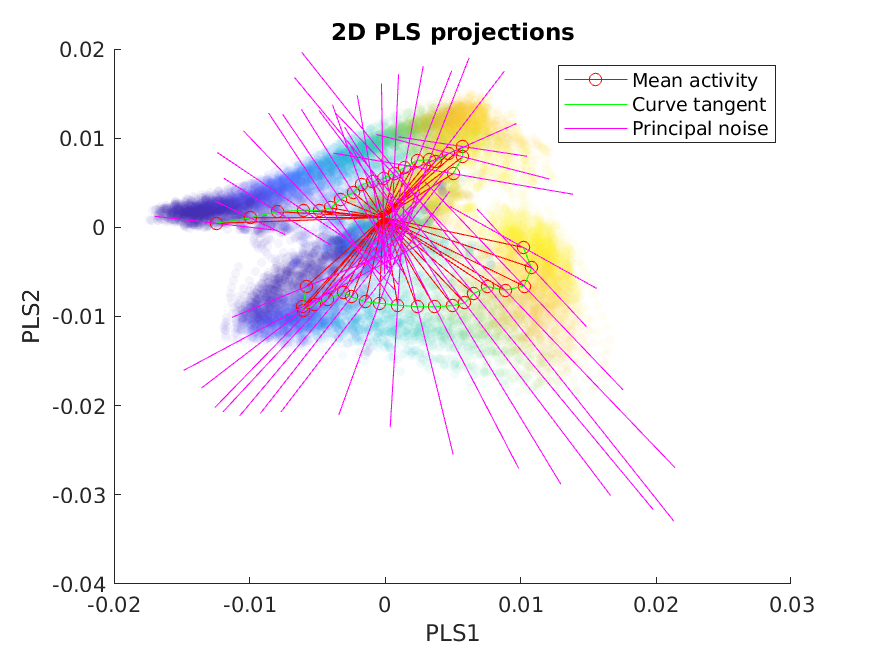 2D PLS projections
0.02
0.01
0
-0.01
-0.02
-0.03
-0.04
PLS2
Mean activity
Curve tangent
Principal noise
-0.02 -0.01 0 0.01 0.02 0.03
PLS1